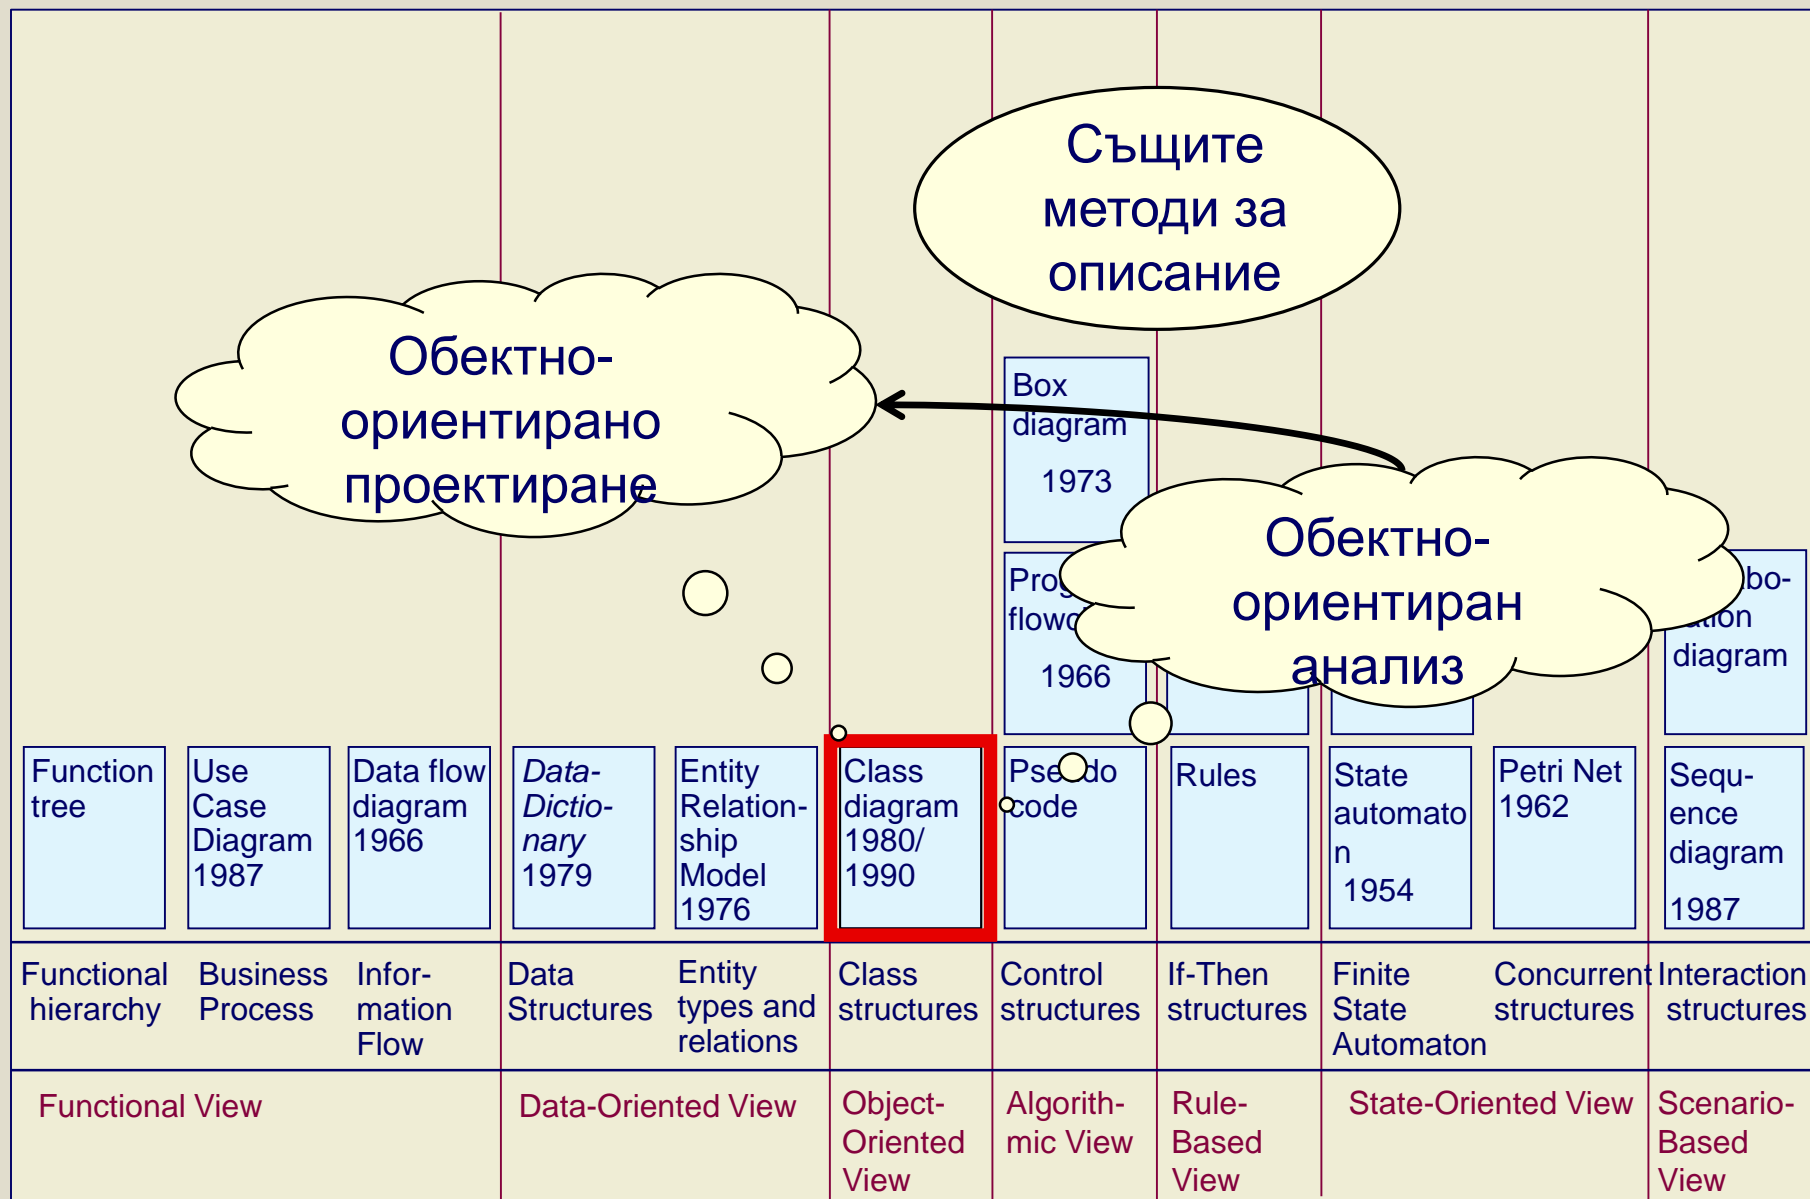 Същите
методи за
описание
Обектно-
ориентирано
проектиране
Box
diagram
1973
Обектно-
ориентиран
анализ
1966
diagram
Function
tree
Use
Case
Diagram
1987
Data flow
diagram
1966
Data-
Dictio-
nary
1979
Entity
Relation-
ship
Model
1976
Class
diagram
1980/
1990
code
Rules
State
automato
n
1954
Petri Net
1962
Sequ-
ence
diagram
1987
Functional
hierarchy
Business
Process
Infor-
mation
Flow
Data
Structures
Entity
types and
relations
Class
structures
Control
structures
If-Then
structures
Finite
State
Automaton
Concurrent
structures
Interaction
structures
Functional View
Data-Oriented View
Object-
Oriented
View
Algorith-
mic View
Rule-
Based
View
State-Oriented View
Scenario-
Based
View